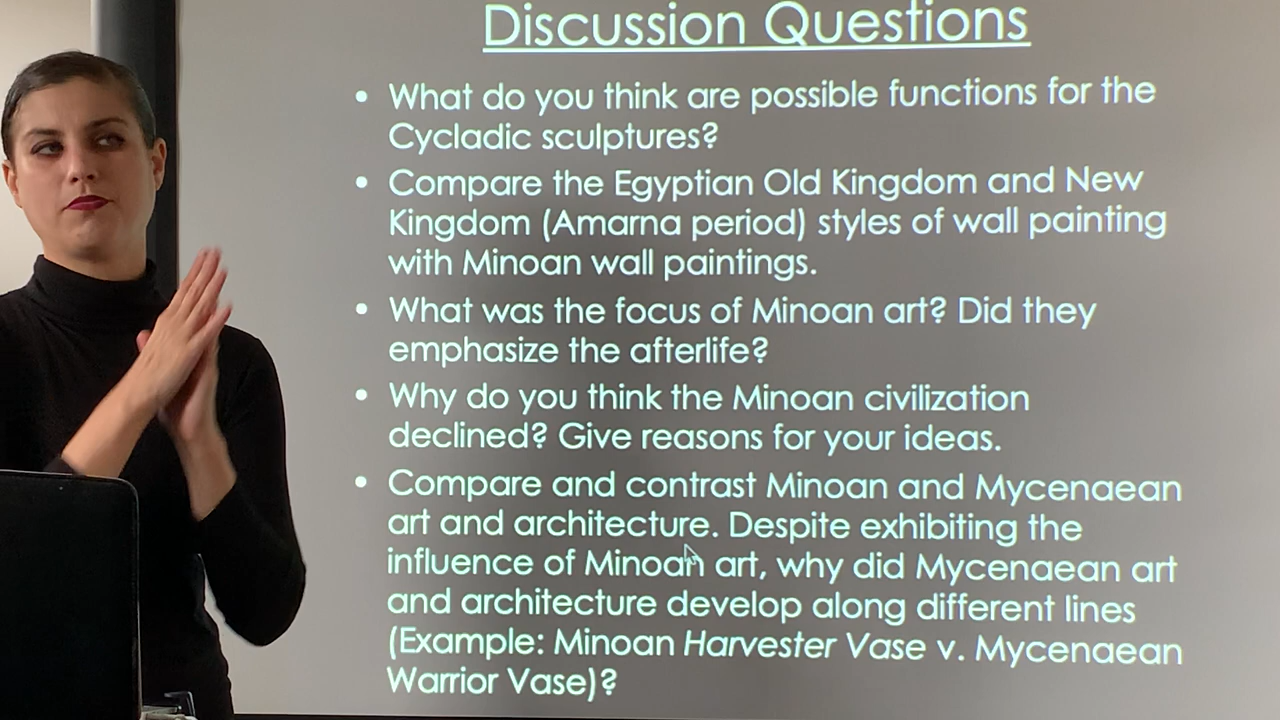 Discussion Questions
• What do you think are possible functions for the
Cycladic sculptures?
• Compare the Egyptian Old Kingdom and New
Kingdom (Amarna period) styles of wall painting
with Minoan wall paintings.
• What was the focus of Minoan art? Did they
emphasize the afterlife?
• Why do you think the Minoan civilization
declined? Give reasons for your ideas.
• Compare and contrast Minoan and Mycenaean
art and architecture. Despite exhibiting the
influence of Minoan art, why did Mycenaean art
and architecture develop along different lines
(Example: Minoan Harvester Vase v. Mycenaean
Warrior Vase)?